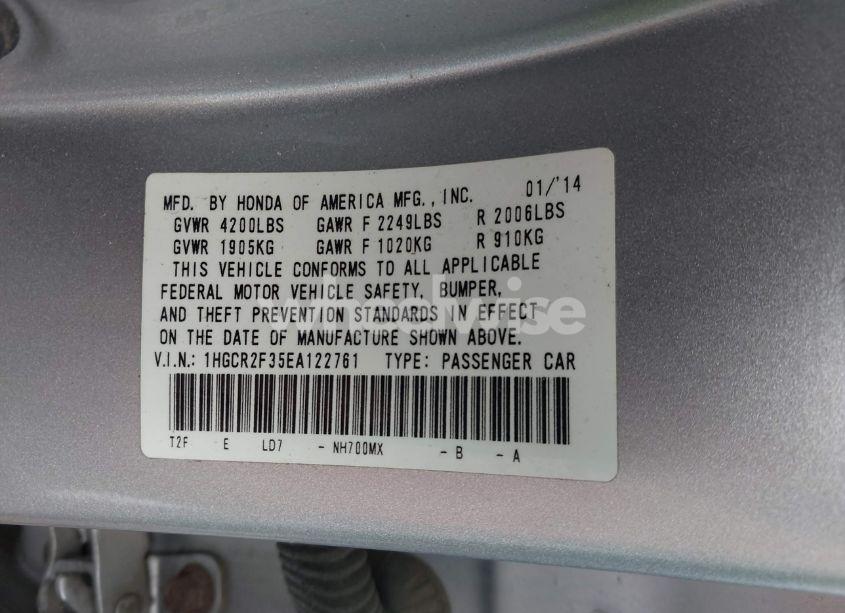 MFD. BY HONDA OF AMERICA MFG., INC. 01/'14
GVWR 4200LBS GAWR F 2249LBS R 2006LBS
GVWR 1905KG GAWR F 1020KG R 910KG
THIS VEHICLE CONFORMS TO ALL APPLICABLE
FEDERAL MOTOR VEHICLE SAFETY, BUMPER,
AND THEFT PREVENTION STANDARDS IN EFFECT
ON THE DATE OF MANUFACTURE SHOWN ABOVE.
V.I.N.: 1HGCR2F35EA122761 TYPE: PASSENGER CAR
T2F E LD7 - NH700MX - B - A